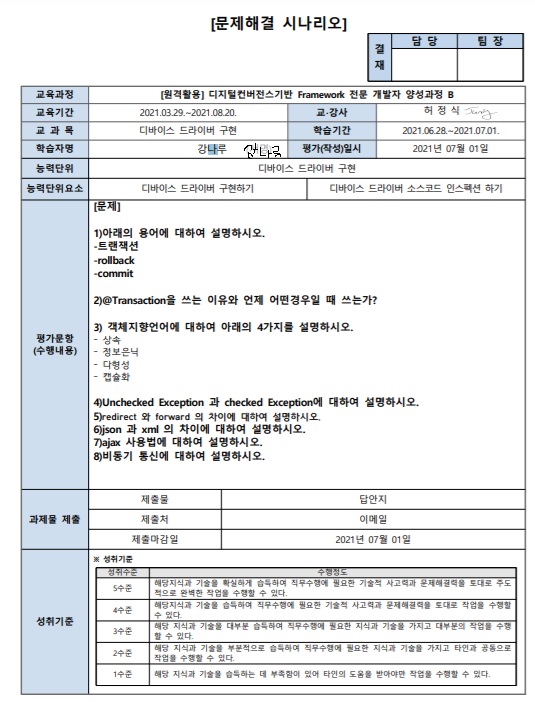 [문제해결 시나리오]
결재
담 당
팀 장
교육과정
[원격활용] 디지털컨버전스기반 Framework 전문 개발자 양성과정 B
교육기간
2021.03.29.~2021.08.20.
교·강사
허 정 식
교 과 목
디바이스 드라이버 구현
학습기간
2021.06.28.~2021.07.01.
학습자명
강나루
강나루
평가(작성)일시
2021년 07월 01일
능력단위
디바이스 드라이버 구현
능력단위요소
디바이스 드라이버 구현하기
디바이스 드라이버 소스코드 인스펙션 하기
평가문항
(수행내용)
[문제]
1)아래의 용어에 대하여 설명하시오.
-트랜잭션
-rollback
-commit
2)@Transaction을 쓰는 이유와 언제 어떤경우일 때 쓰는가?
3) 객체지향언어에 대하여 아래의 4가지를 설명하시오.
- 상속
- 정보은닉
- 다형성
- 캡슐화
4)Unchecked Exception 과 checked Exception에 대하여 설명하시오.
5)redirect 와 forward 의 차이에 대하여 설명하시오.
6)json 과 xml 의 차이에 대하여 설명하시오.
7)ajax 사용법에 대하여 설명하시오.
8)비동기 통신에 대하여 설명하시오.
과제물 제출
제출물
답안지
제출처
이메일
제출마감일
2021년 07월 01일
성취기준
※ 성취기준
성취수준
수행정도
5수준
해당지식과 기술을 확실하게 습득하여 직무수행에 필요한 기술적 사고력과 문제해결력을 토대로 주도
적으로 완벽한 작업을 수행할 수 있다.
4수준
해당지식과 기술을 습득하여 직무수행에 필요한 기술적 사고력과 문제해결력을 토대로 작업을 수행할
수 있다.
3수준
해당 지식과 기술을 대부분 습득하여 직무수행에 필요한 지식과 기술을 가지고 대부분의 작업을 수행
할 수 있다.
2수준
해당 지식과 기술을 부분적으로 습득하여 직무수행에 필요한 지식과 기술을 가지고 타인과 공동으로
작업을 수행할 수 있다.
1수준
해당 지식과 기술을 습득하는 데 부족함이 있어 타인의 도움을 받아야만 작업을 수행할 수 있다.